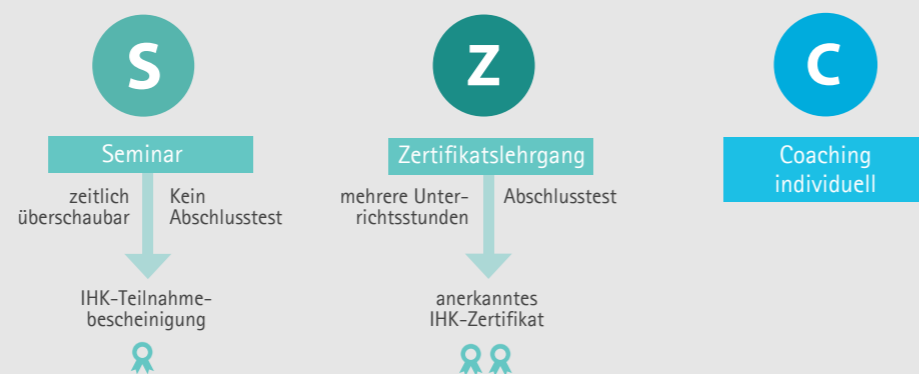 S
Seminar
zeitlich
überschaubar
Kein
Abschlusstest
IHK-Teilnahme-
bescheinigung
Z
Zertifikatslehrgang
mehrere Unter-
richtsstunden
Abschlusstest
anerkanntes
IHK-Zertifikat
C
Coaching
individuell